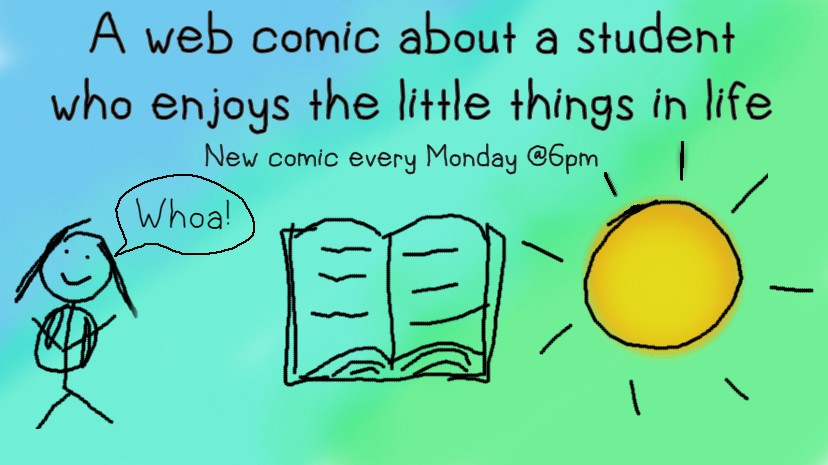 A web comic about a student
who enjoys the little things in life
New comic every Monday @6pm
Whoa!